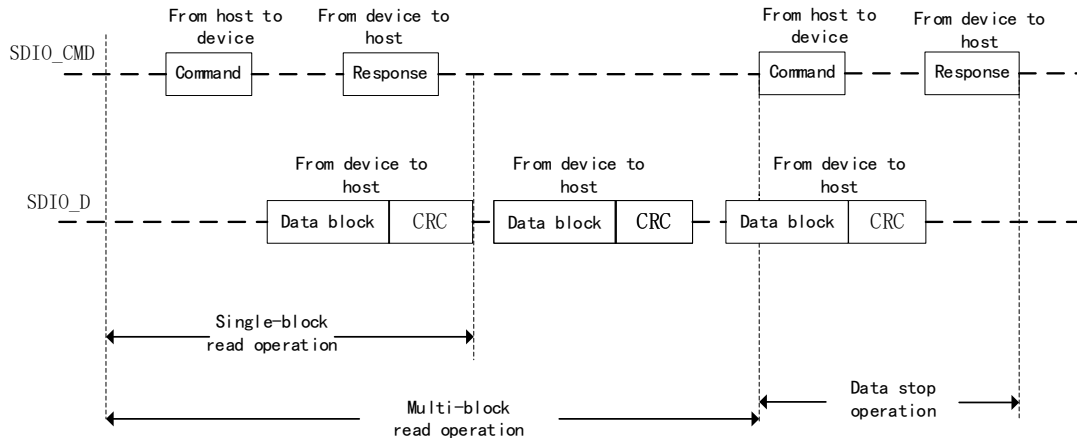 From host to
device
From device to
host
From host to
device
From device to
host
SDIO_CMD
Command
Response
Command
Response
From device to
host
From device to
host
From device to
host
SDIO_D
Data block
CRC
Data block
CRC
Data block
CRC
Single-block
read operation
Multi-block
read operation
Data stop
operation